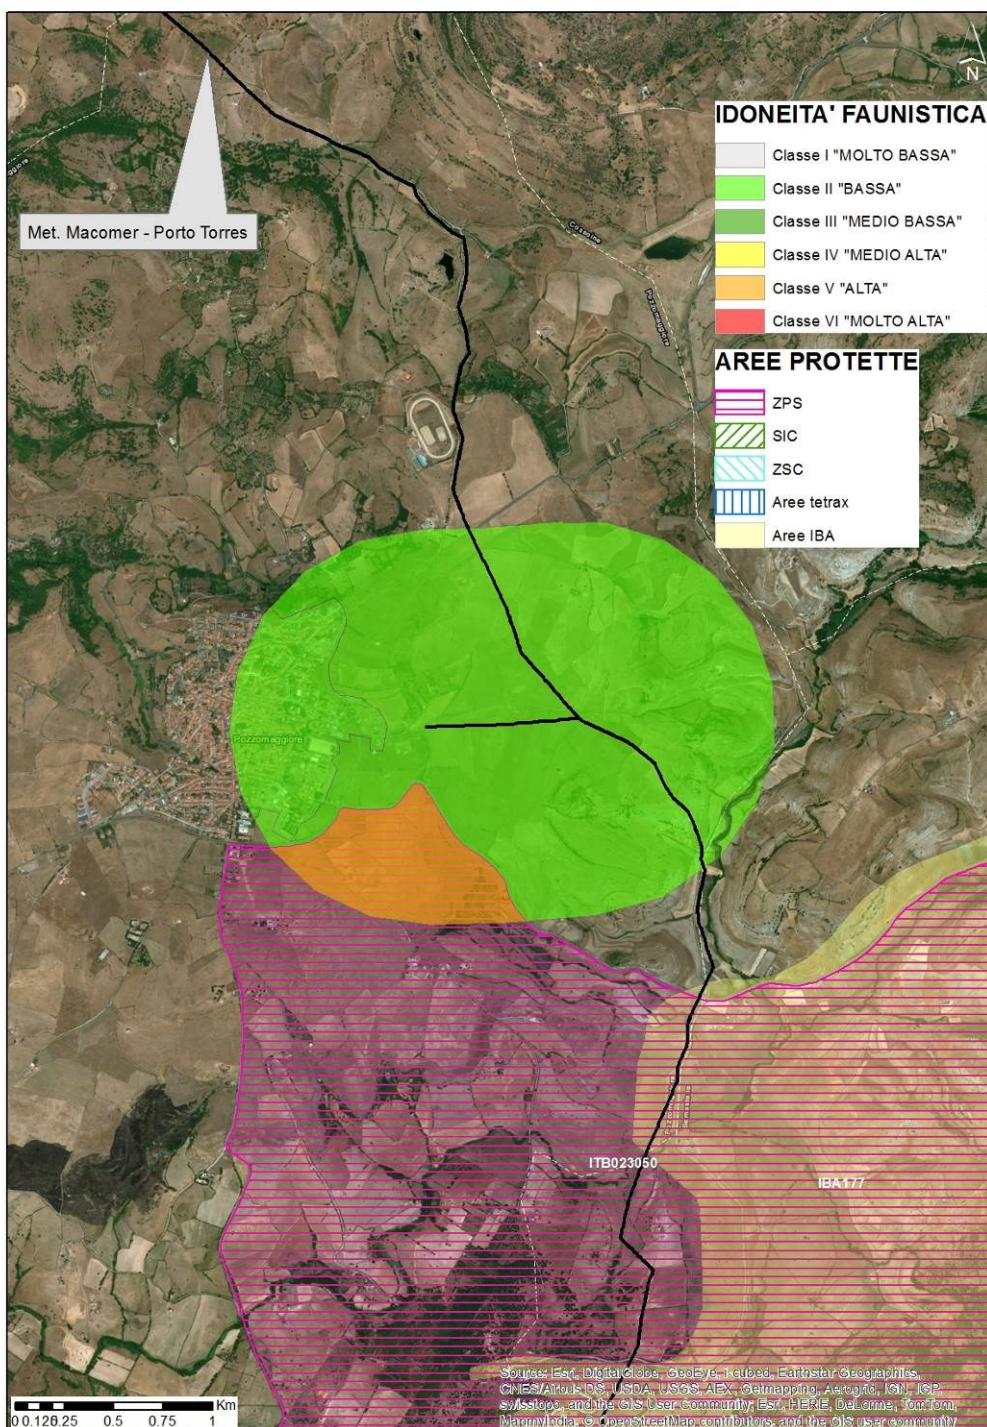 N
IDONEITA' FAUNISTICA
Classe I "MOLTO BASSA"
Classe II "BASSA"
Classe III "MEDIO BASSA"
Classe IV "MEDIO ALTA"
Classe V "ALTA"
Classe VI "MOLTO ALTA"
AREE PROTETTE
ZPS
SIC
ZSC
Aree tetrax
Aree IBA
Met. Macomer - Porto Torres
Cossoine
Pozzomaggiore
Pozzomaggiore
ITB023050
IBA177
Source: Esri, DigitalGlobe, GeoEye, i-cubed, Earthstar Geographics,
CNES/Airbus DS, USDA, USGS, AEX, Getmapping, Aerogrid, IGN, IGP,
swisstopo, and the GIS User Community, Esri, HERE, DeLorme, TomTom,
MapmyIndia, © OpenStreetMap contributors, and the GIS user community
Km
0 0.125 0.25 0.5 0.75 1